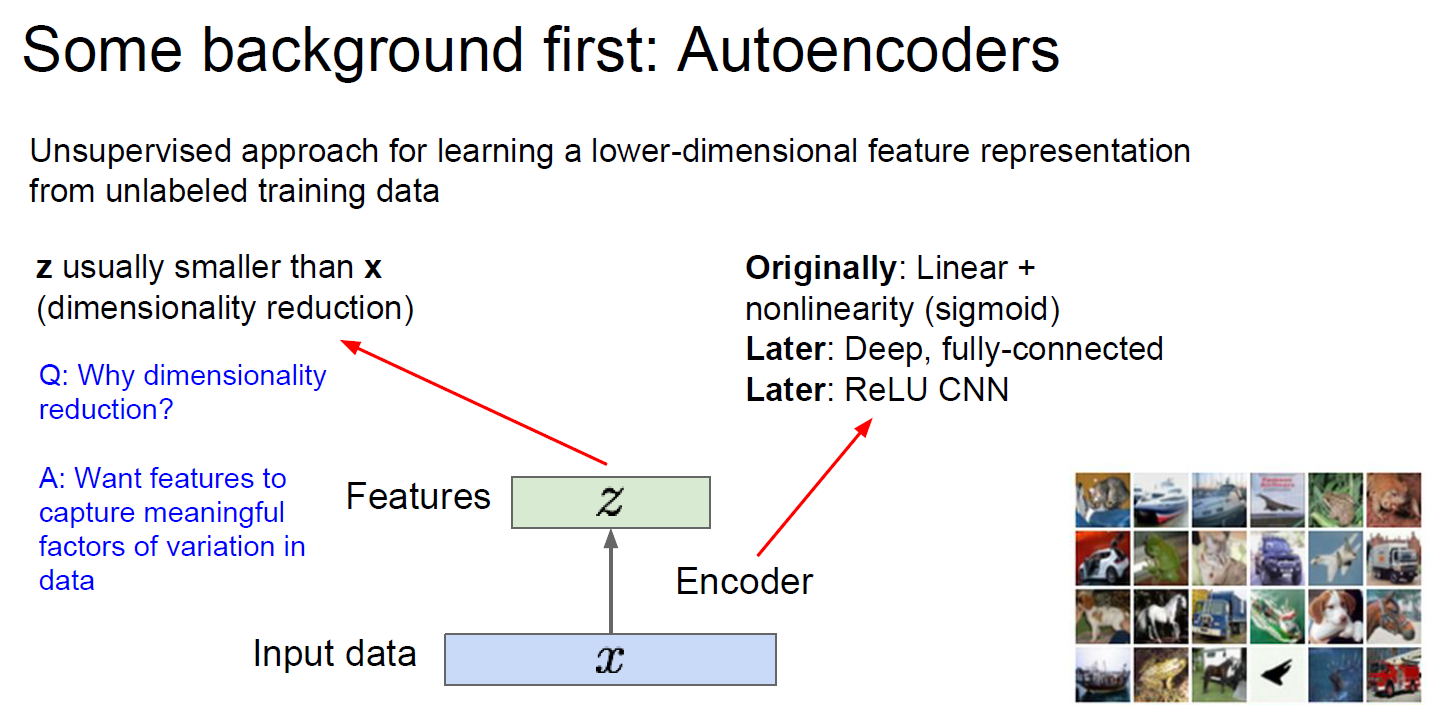 Some background first: Autoencoders
Unsupervised approach for learning a lower-dimensional feature representation
from unlabeled training data
z usually smaller than x
(dimensionality reduction)
Q: Why dimensionality
reduction?
A: Want features to
capture meaningful
factors of variation in
data
Originally: Linear +
nonlinearity (sigmoid)
Later: Deep, fully-connected
Later: ReLU CNN
Features
z
Encoder
Input data
x